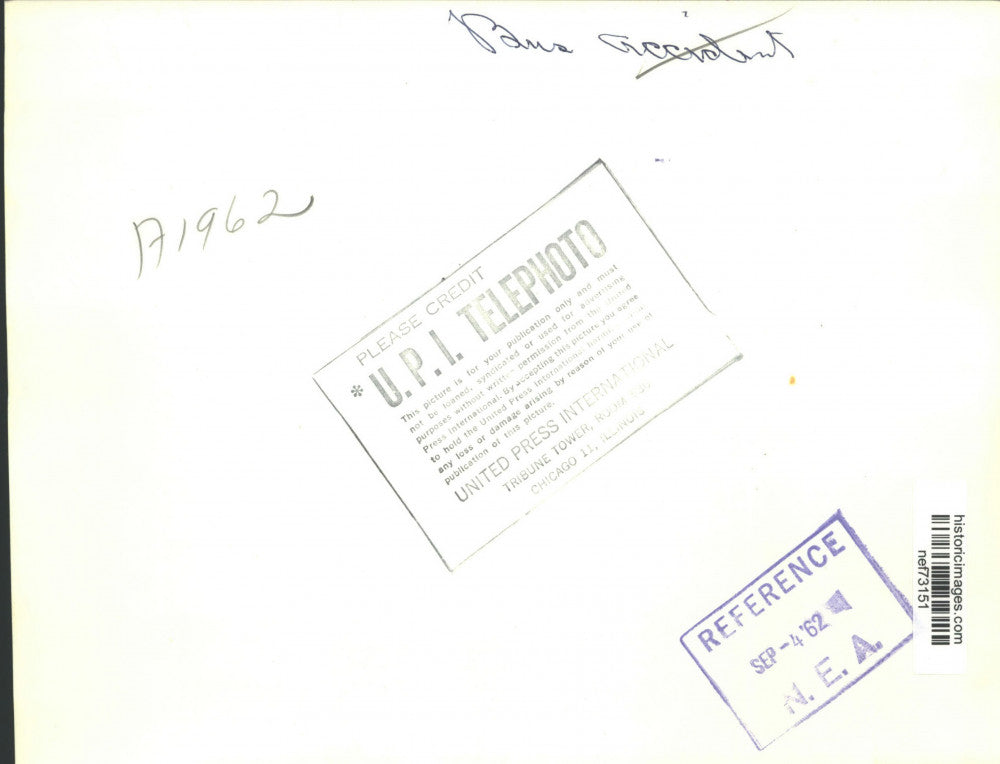 accident
A1962
PLEASE CREDIT
* U. P. I. TELEPHOTO
This picture is for your publication only and must
not be loaned, syndicated or used for advertising
purposes without written permission from the United
Press International. By accepting this picture you agree
to hold the United Press International harmless
any loss or damage arising by reason of your use or
publication of this picture.
UNITED PRESS INTERNATIONAL
TRIBUNE TOWER, ROOM
CHICAGO 11, ILLINOIS
historicimages.com
nef73151
REFERENCE
SEP -4 '62
N. E. A.